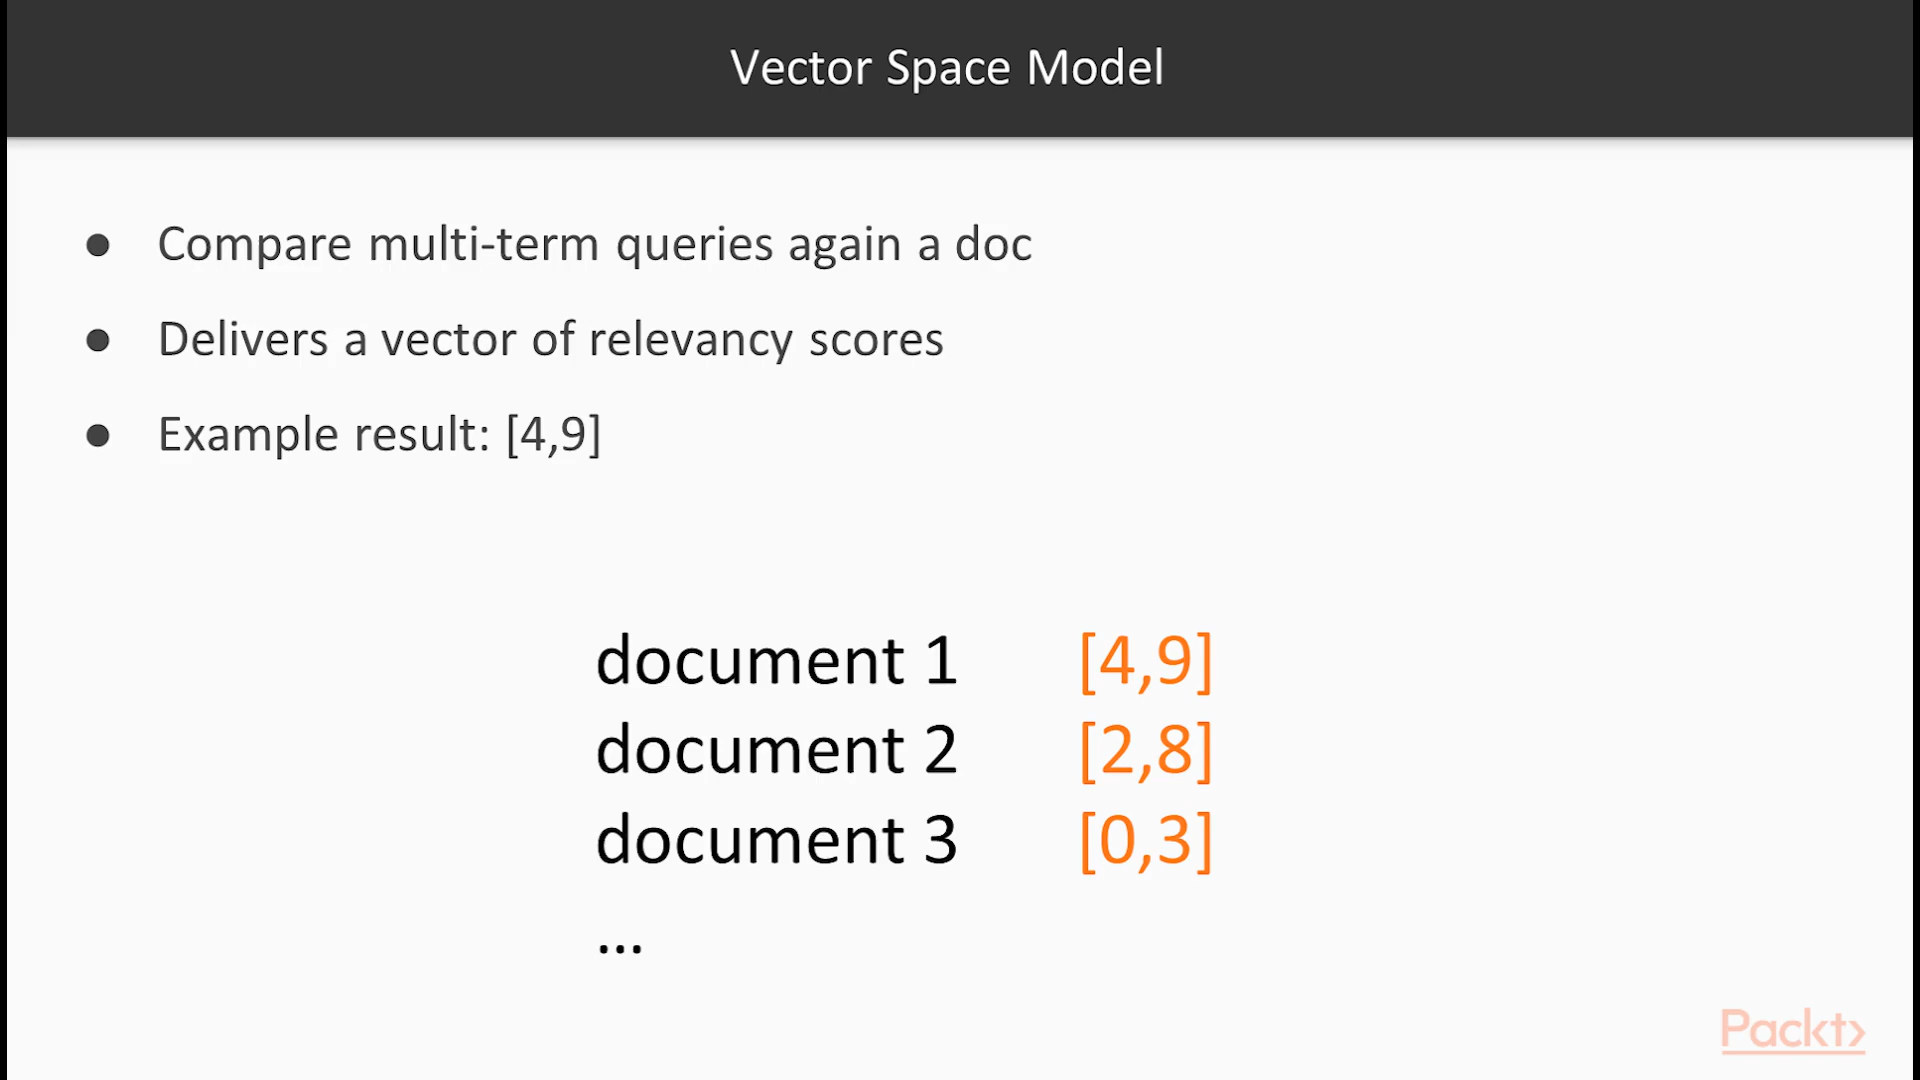 Vector Space Model
● Compare multi-term queries again a doc
● Delivers a vector of relevancy scores
● Example result: [4,9]
document 1 [4,9]
document 2 [2,8]
document 3 [0,3]
...
Packt>